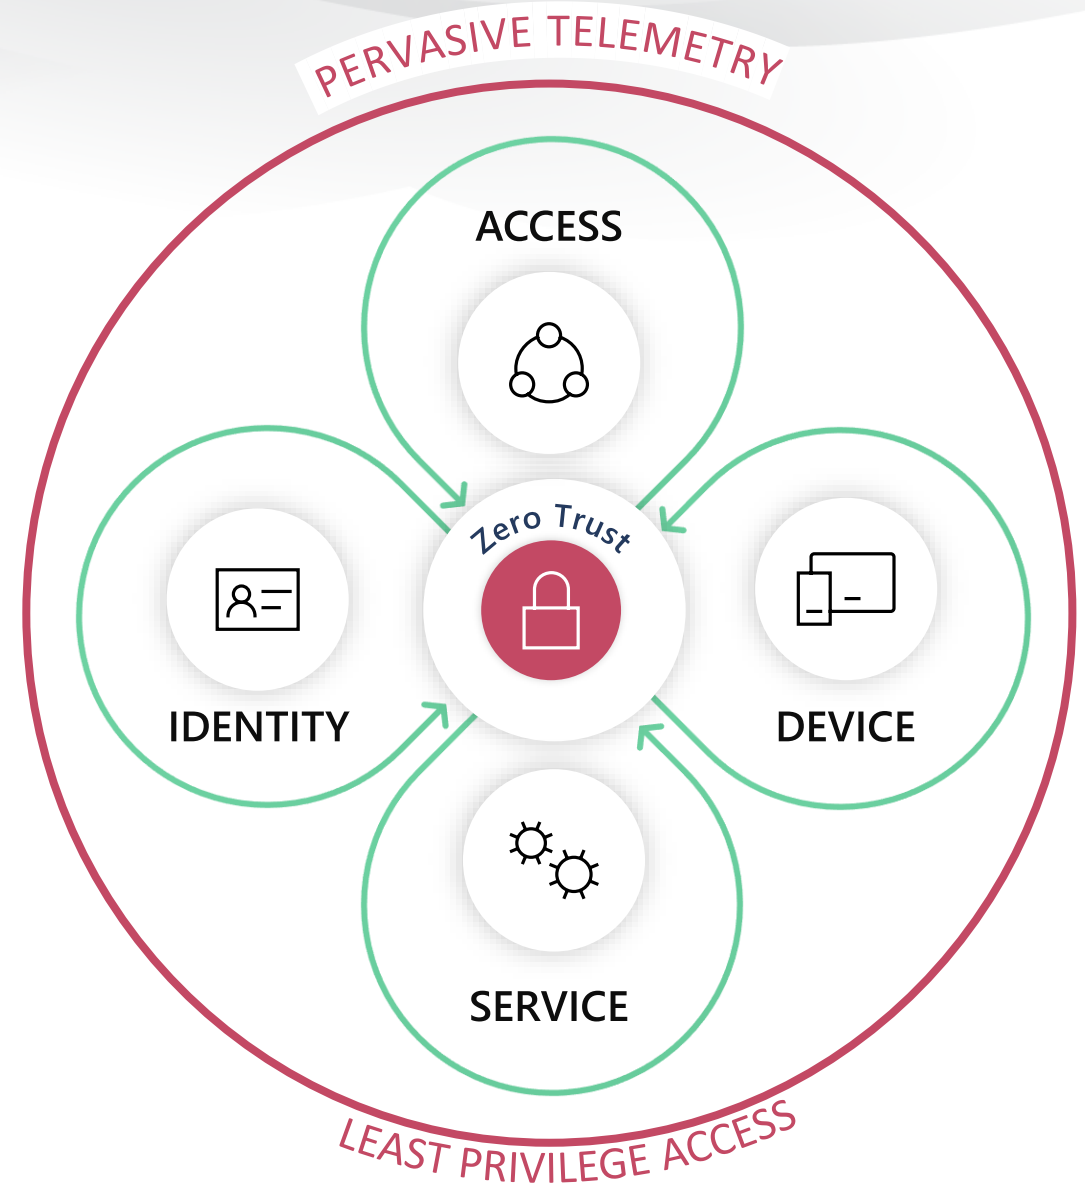 PERVASIVE TELEMETRY
ACCESS
Zero Trust
IDENTITY
DEVICE
SERVICE
LEAST PRIVILEGE ACCESS